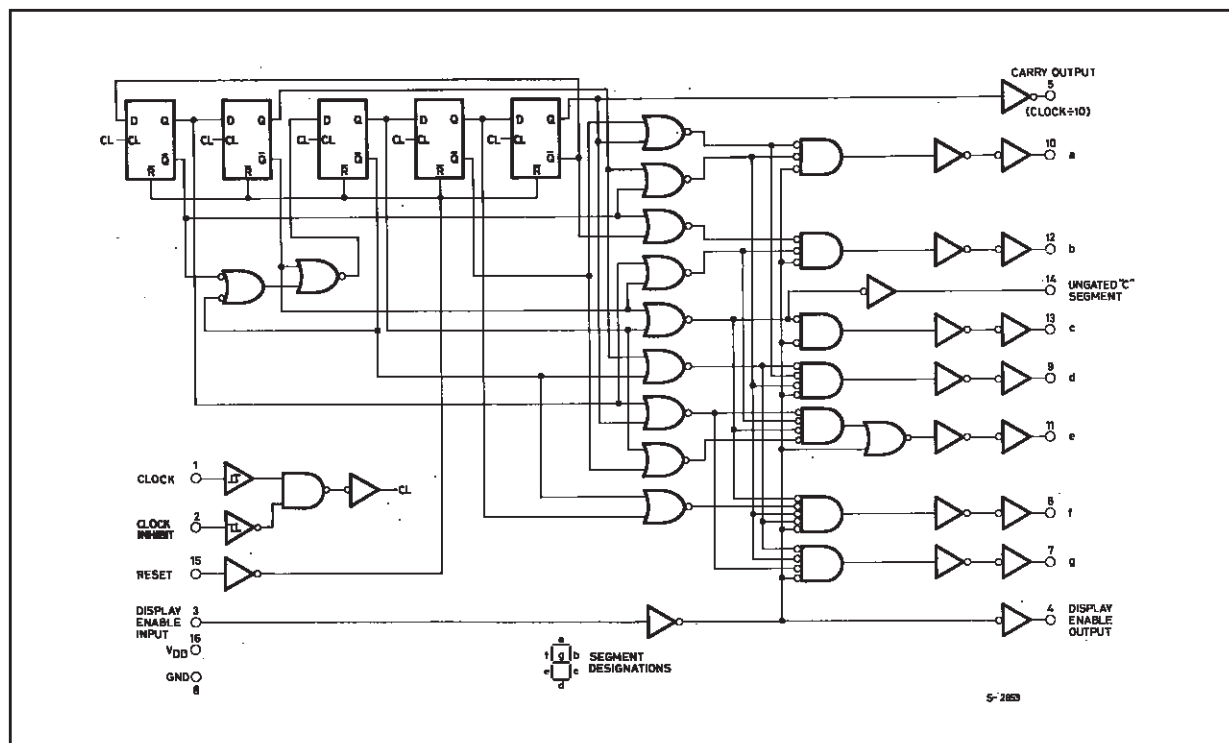 CARRY OUTPUT
5
(CLOCK÷10)
D Q
CL CL
Q̅
R̅
D Q
CL CL
Q̅
R̅
D Q
CL CL
Q̅
R̅
D Q
CL CL
Q̅
R̅
D Q
CL CL
Q̅
R̅
10
a
12
b
14
UNGATED "C"
SEGMENT
13
c
9
d
11
e
1
CLOCK
CL
2
CLOCK
INHIBIT
6
f
15
RESET
7
g
DISPLAY
ENABLE
INPUT
3
4
DISPLAY
ENABLE
OUTPUT
16
VDD
GND
8
a
f g b
e c
d
SEGMENT
DESIGNATIONS
S-2853